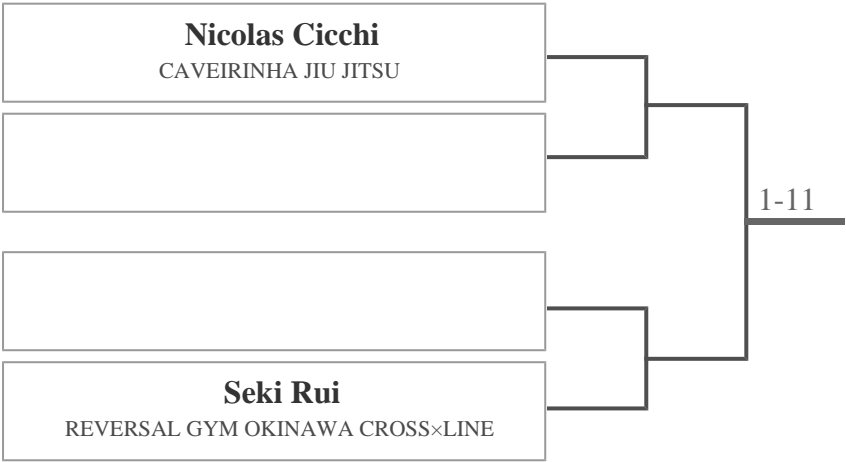 Nicolas Cicchi
CAVEIRINHA JIU JITSU
1-11
Seki Rui
REVERSAL GYM OKINAWA CROSS×LINE